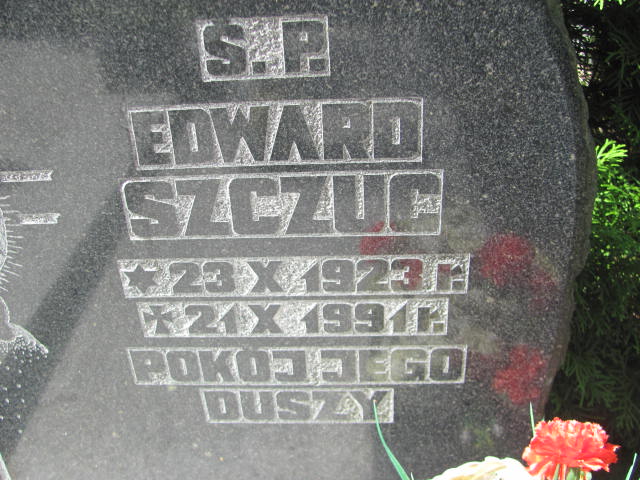 S.P.
EDWARD
SZCZUC
★ 23 X 1923 r.
✝ 21 X 1991 r.
POKÓJ JEGO
DUSZY